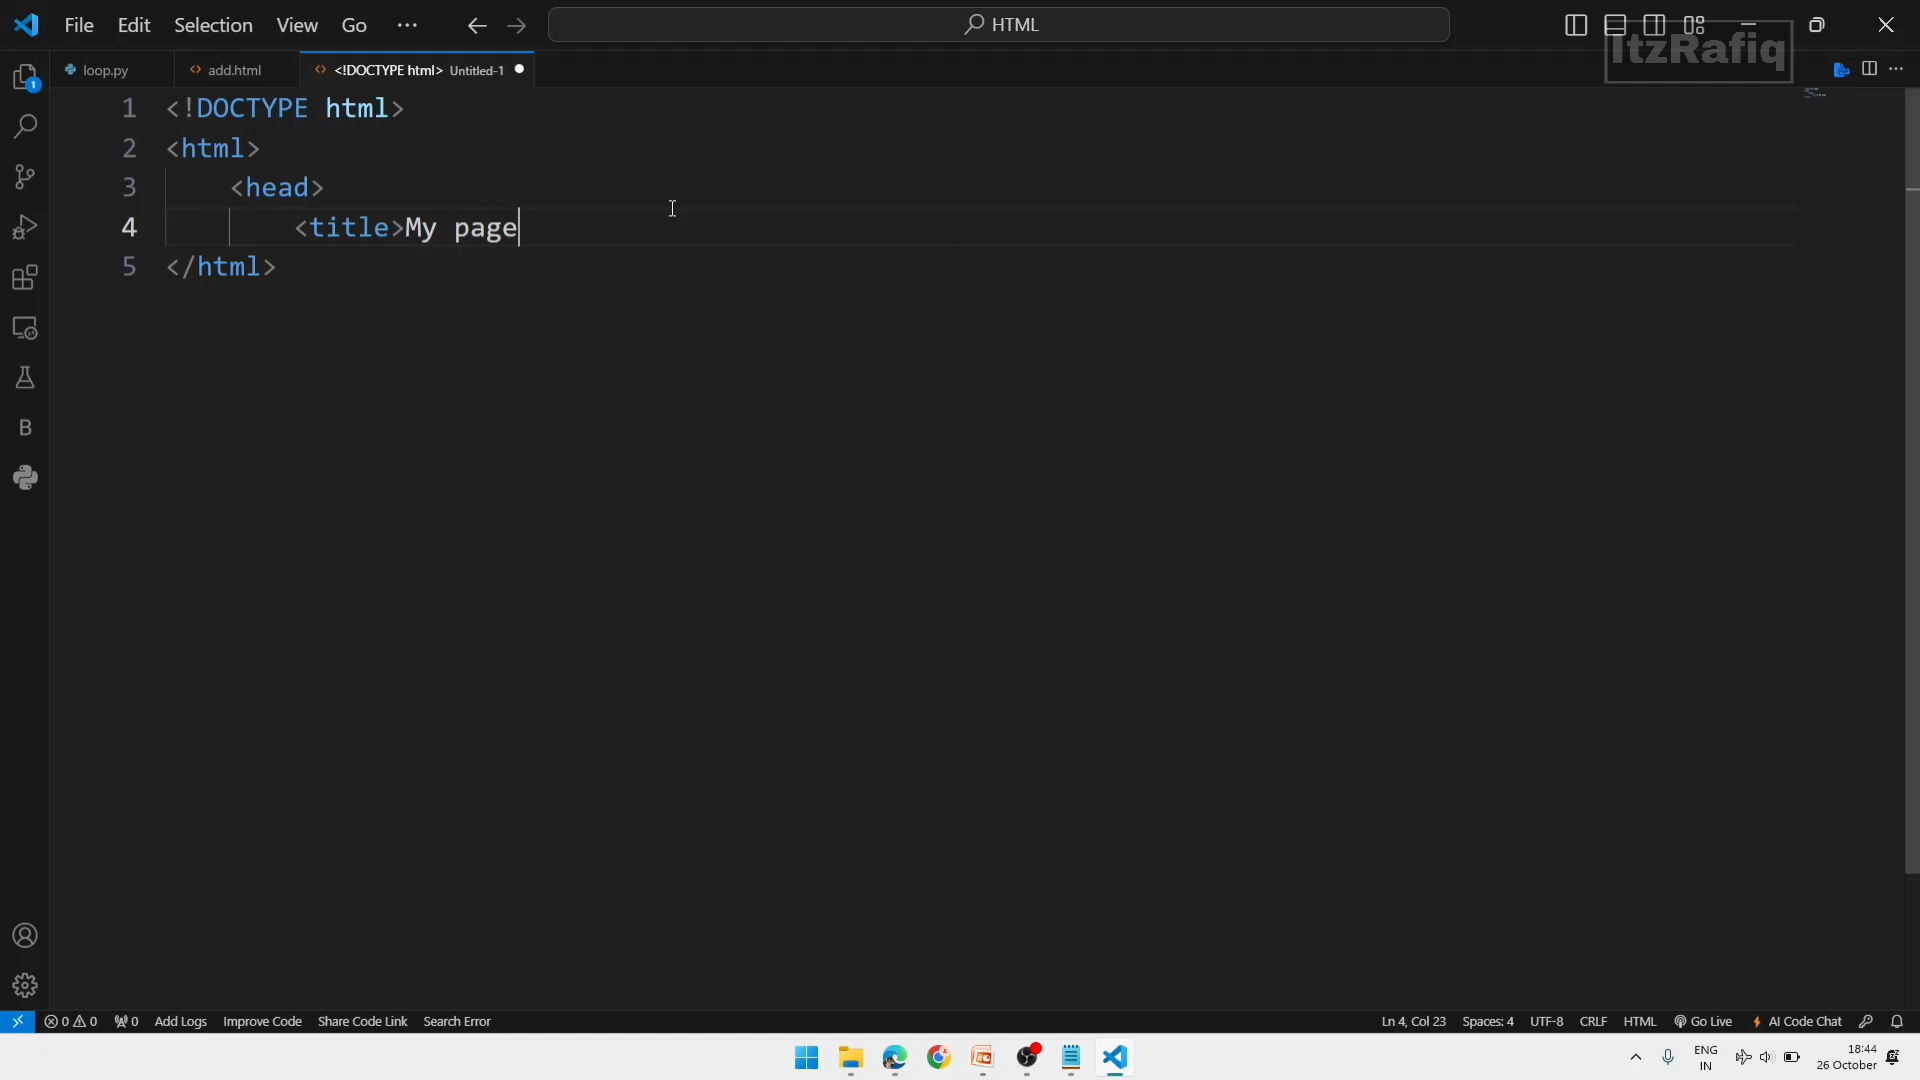 File Edit Selection View Go ··· HTML
ItzRafiq
loop.py add.html <!DOCTYPE html> Untitled-1
1 <!DOCTYPE html>
2 <html>
3 <head>
4 <title>My page
5 </html>
1
B
0 0 0 Add Logs Improve Code Share Code Link Search Error Ln 4, Col 23 Spaces: 4 UTF-8 CRLF HTML Go Live AI Code Chat
ENG 18:44
IN 26 October